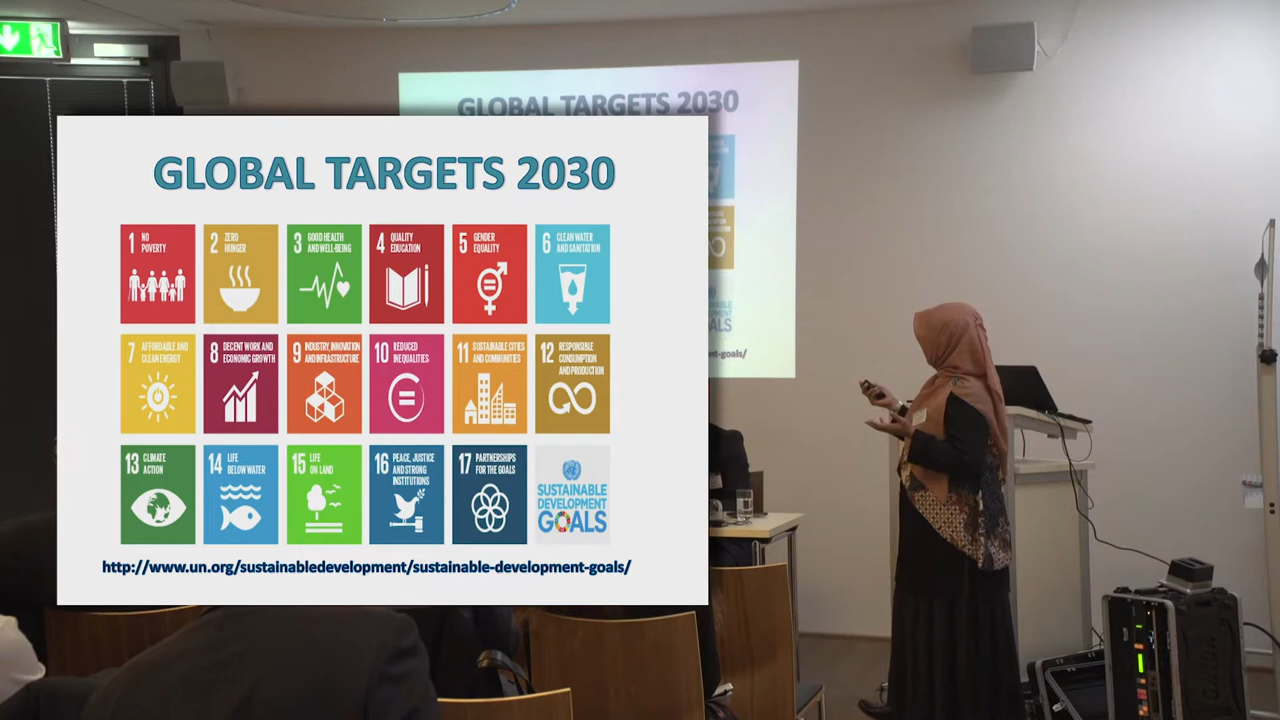 GLOBAL TARGETS 2030
GLOBAL TARGETS 2030
1 NO
POVERTY
2 ZERO
HUNGER
3 GOOD HEALTH
AND WELL-BEING
4 QUALITY
EDUCATION
5 GENDER
EQUALITY
6 CLEAN WATER
AND SANITATION
7 AFFORDABLE AND
CLEAN ENERGY
8 DECENT WORK AND
ECONOMIC GROWTH
9 INDUSTRY, INNOVATION
AND INFRASTRUCTURE
10 REDUCED
INEQUALITIES
11 SUSTAINABLE CITIES
AND COMMUNITIES
12 RESPONSIBLE
CONSUMPTION
AND PRODUCTION
13 CLIMATE
ACTION
14 LIFE
BELOW WATER
15 LIFE
ON LAND
16 PEACE, JUSTICE
AND STRONG
INSTITUTIONS
17 PARTNERSHIPS
FOR THE GOALS
SUSTAINABLE
DEVELOPMENT
GOALS
http://www.un.org/sustainabledevelopment/sustainable-development-goals/
goals/